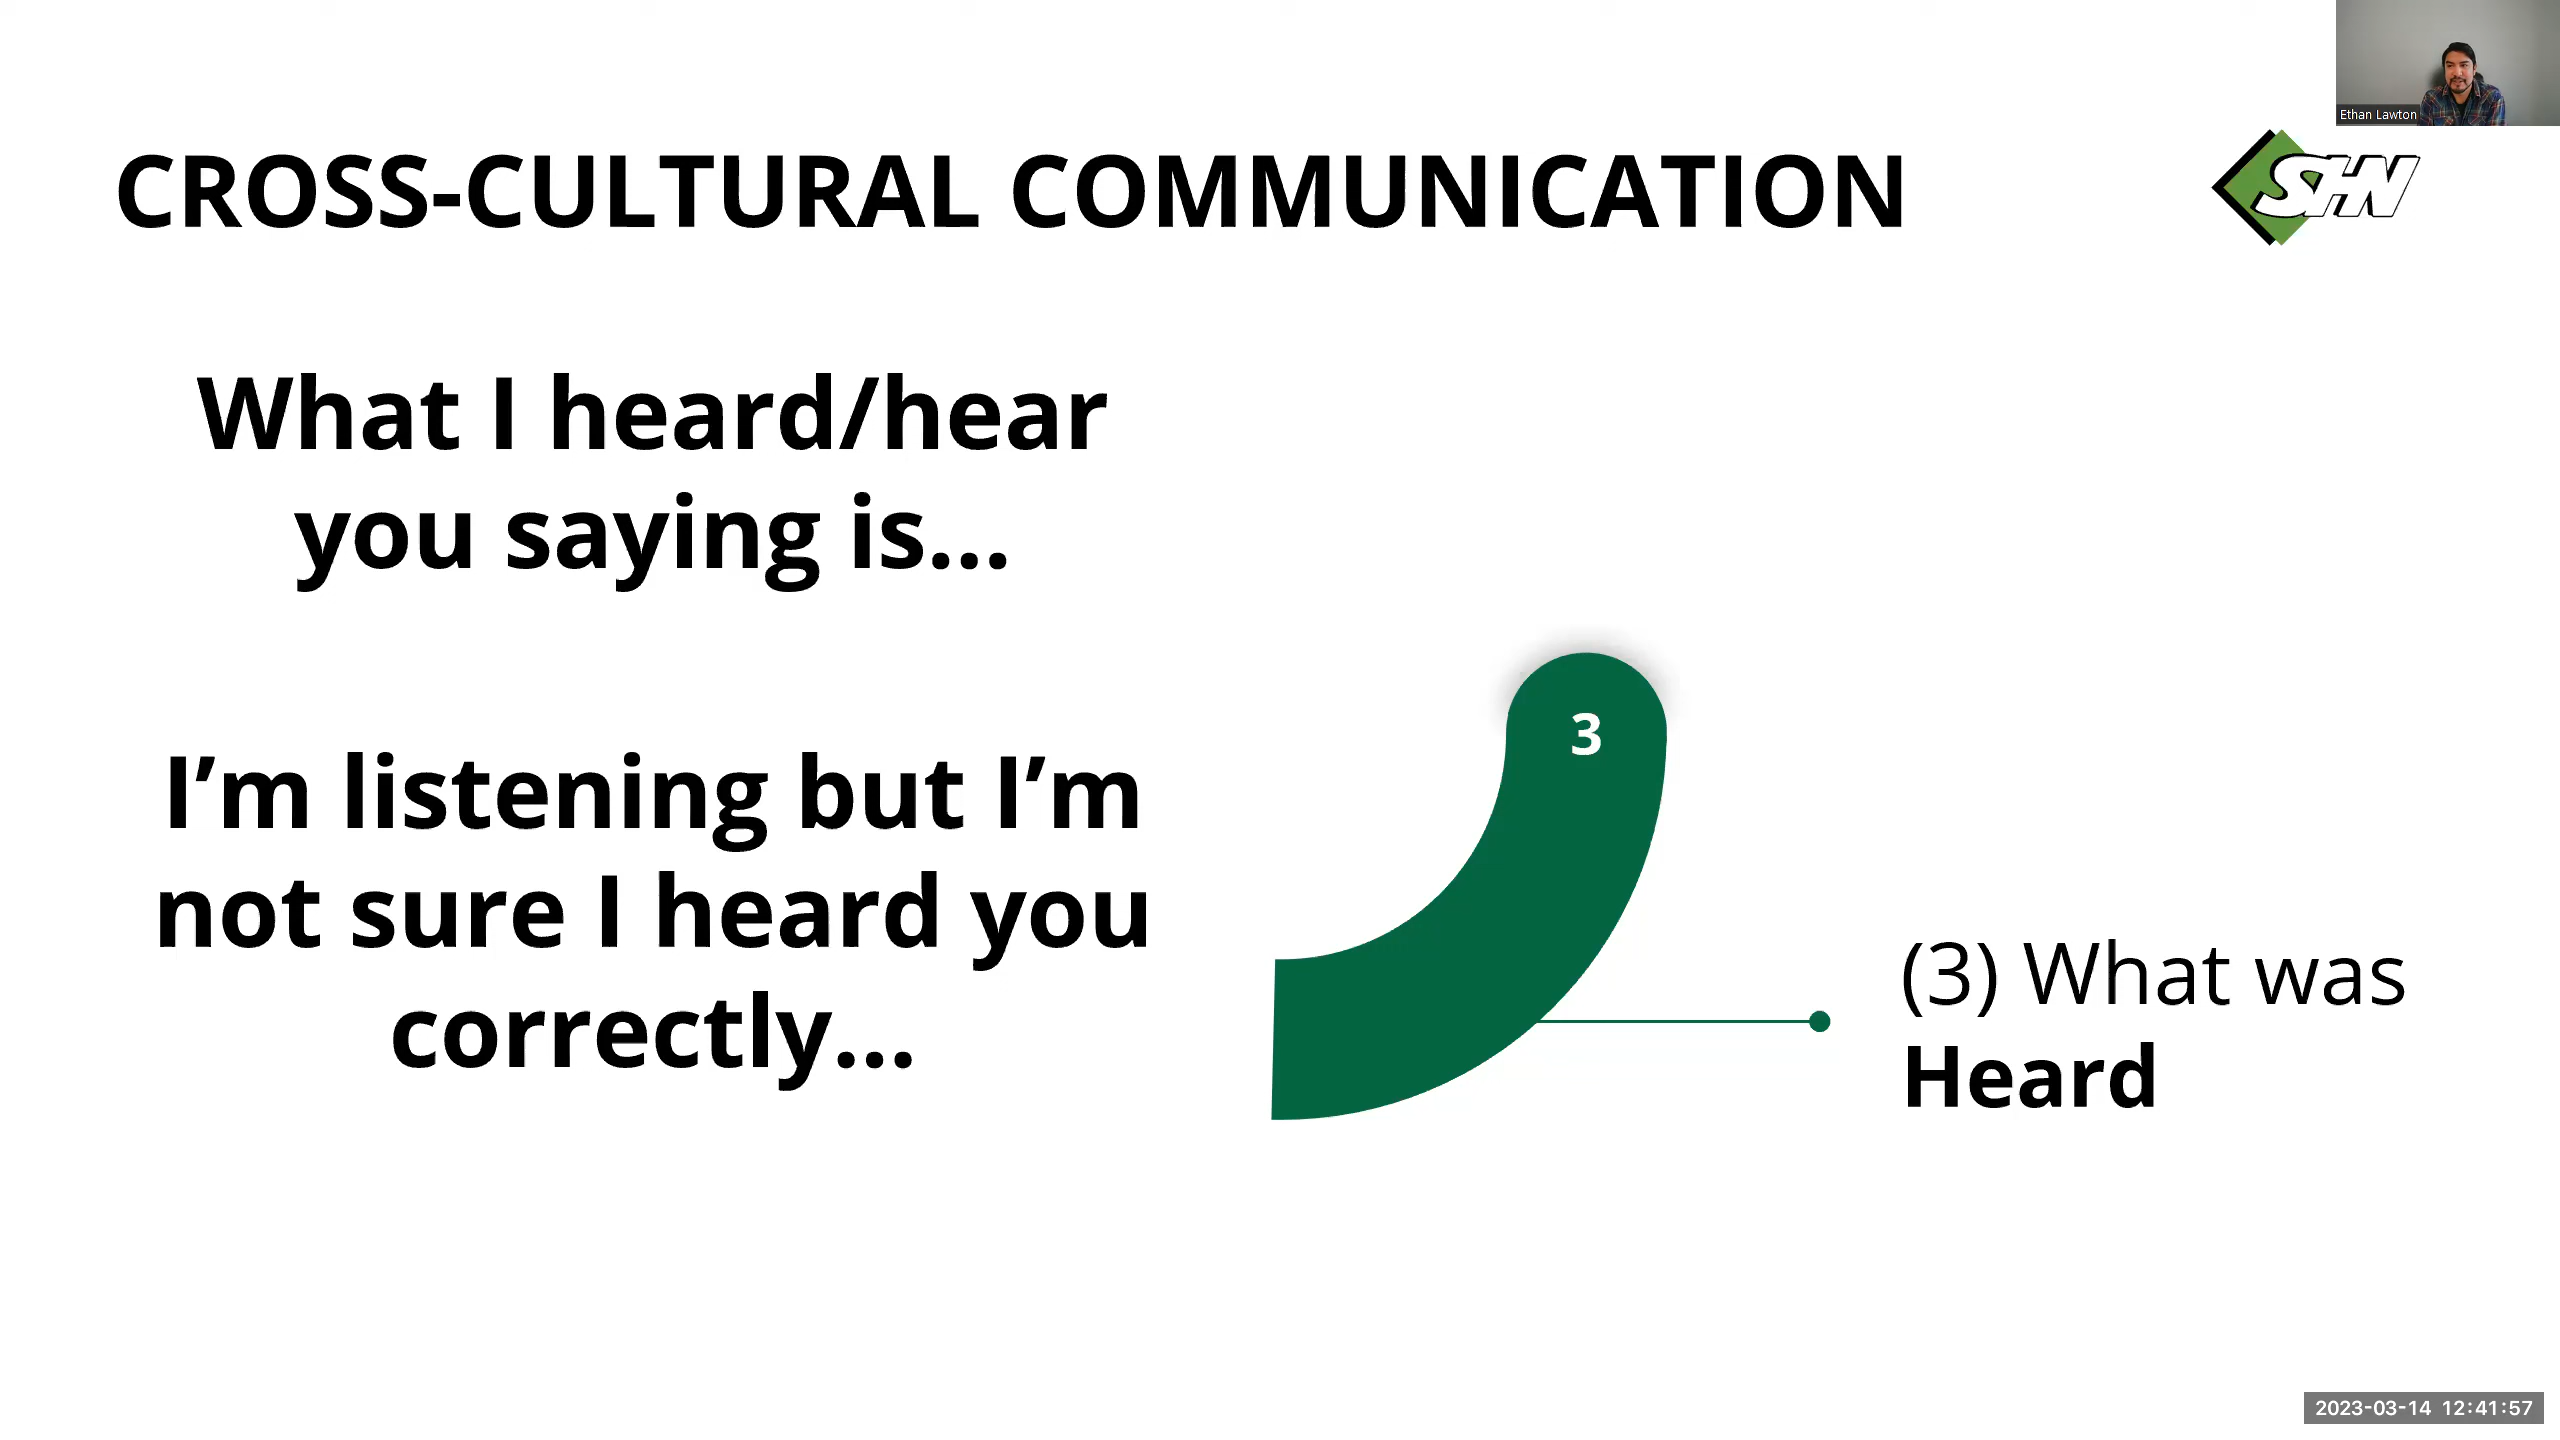 Ethan Lawton
CROSS-CULTURAL COMMUNICATION
SHN
What I heard/hear
you saying is...
I’m listening but I’m
not sure I heard you
correctly...
3
(3) What was
Heard
2023-03-14 12:41:57